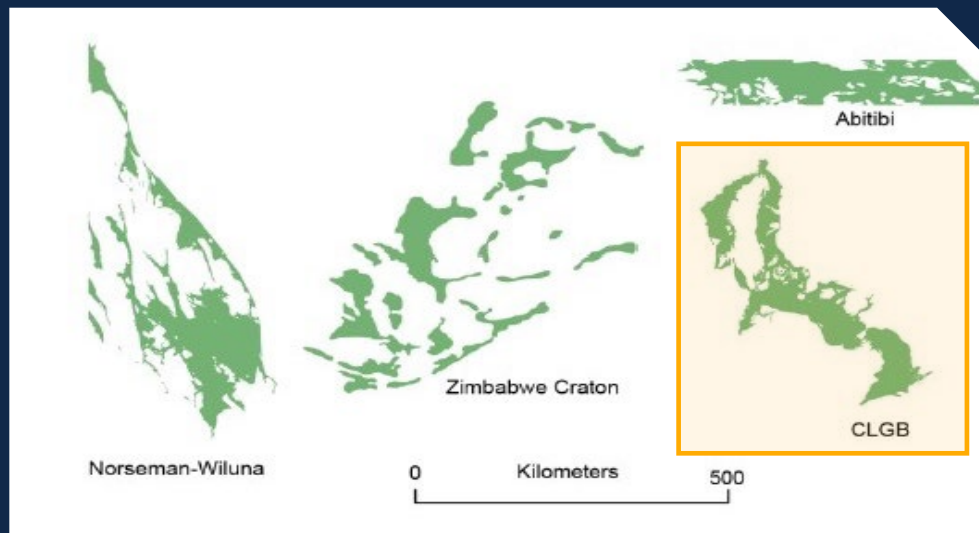 Abitibi
Zimbabwe Craton
CLGB
Norseman-Wiluna
0 Kilometers 500